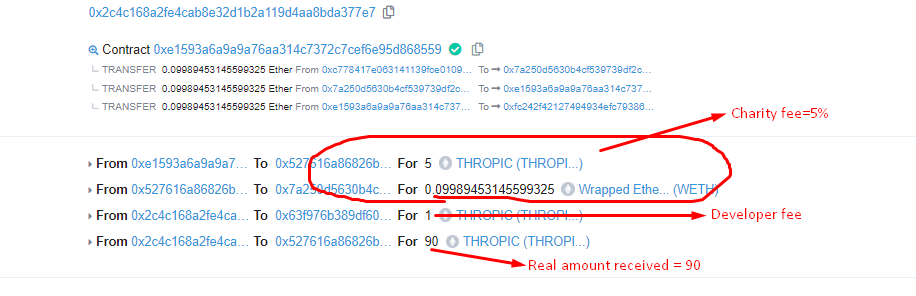 0x2c4c168a2fe4cab8e32d1b2a119d4aa8bda377e7
Contract 0xe1593a6a9a9a76aa314c7372c7cef6e95d868559
TRANSFER 0.09989453145599325 Ether From 0xc778417e063141139fce0109... To → 0x7a250d5630b4cf539739df2c...
TRANSFER 0.09989453145599325 Ether From 0x7a250d5630b4cf539739df2c... To → 0xe1593a6a9a9a76aa314c737...
TRANSFER 0.09989453145599325 Ether From 0xe1593a6a9a9a76aa314c737... To → 0xfc242f42127494934efc79386...
Charity fee=5%
From 0xe1593a6a9a9a7... To 0x527616a86826b... For 5 THROPIC (THROPI...)
From 0x527616a86826b... To 0x7a250d5630b4c... For 0.09989453145599325 Wrapped Ethe... (WETH)
From 0x2c4c168a2fe4ca... To 0x63f976b389df60... For 1 THROPIC (THROPI...)
Developer fee
From 0x2c4c168a2fe4ca... To 0x527616a86826b... For 90 THROPIC (THROPI...)
Real amount received = 90